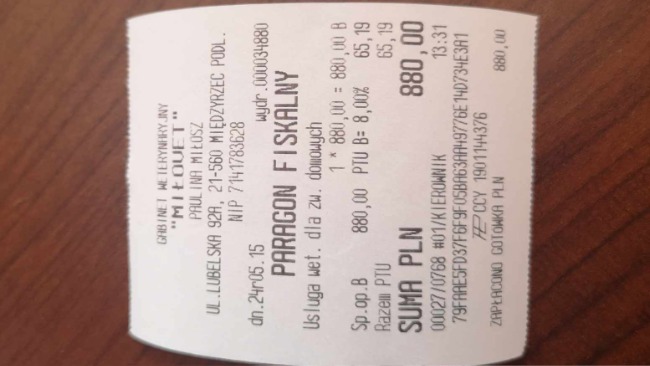 GABINET WETERYNARYJNY
"MIŁOVET"
PAULINA MIŁOSZ
UL.LUBELSKA 92A, 21-560 MIĘDZYRZEC PODL.
NIP 7141783628
dn.24r05.15 wydr.000034880
PARAGON FISKALNY
Usluga wet. dla zw. domowych
1 * 880,00 = 880,00 B
Sp.op.B 880,00 PTU B= 8,00% 65,19
Razem PTU 65,19
SUMA PLN 880,00
00027/0768 #01/KIEROWNIK 13:31
CCY 1901144376
ZAPŁACONO GOTÓWKA PLN 880,00